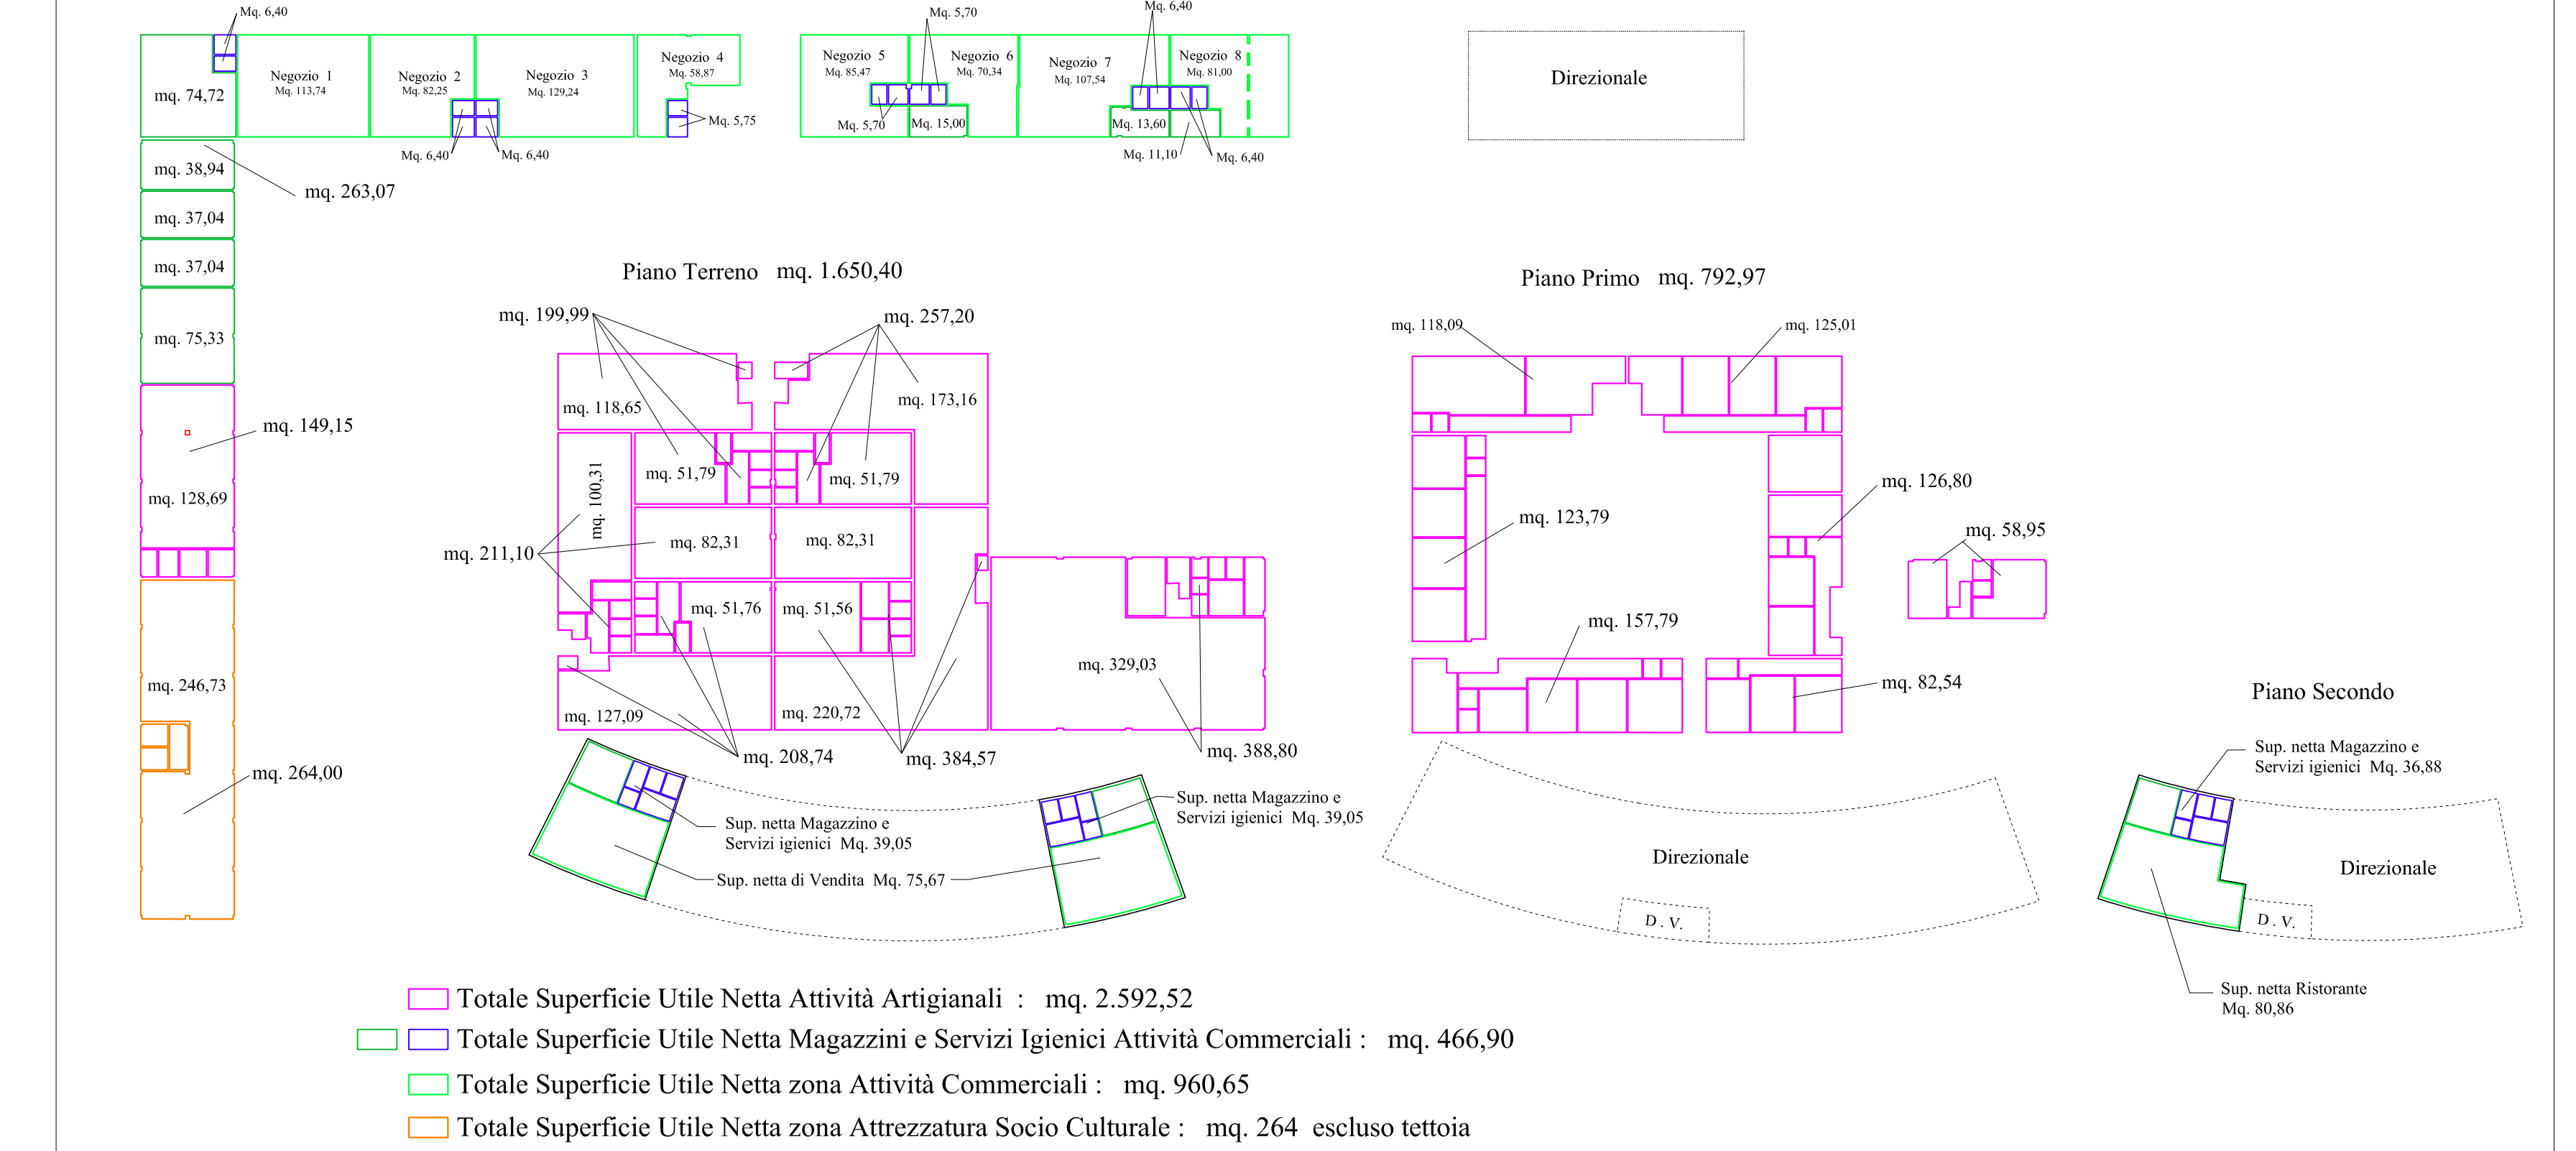 Mq. 6,40
Mq. 5,70
Mq. 6,40
Negozio 1
Mq. 113,74
Negozio 2
Mq. 82,25
Negozio 3
Mq. 129,24
Negozio 4
Mq. 58,87
Negozio 5
Mq. 85,47
Negozio 6
Mq. 70,34
Negozio 7
Mq. 107,54
Negozio 8
Mq. 81,00
Direzionale
mq. 74,72
Mq. 5,75
Mq. 5,70
Mq. 15,00
Mq. 13,60
Mq. 6,40
Mq. 6,40
Mq. 11,10
Mq. 6,40
mq. 38,94
mq. 263,07
mq. 37,04
mq. 37,04
mq. 75,33
Piano Terreno mq. 1.650,40
Piano Primo mq. 792,97
mq. 199,99
mq. 257,20
mq. 118,09
mq. 125,01
mq. 118,65
mq. 173,16
mq. 149,15
mq. 128,69
mq. 100,31
mq. 51,79
mq. 51,79
mq. 126,80
mq. 123,79
mq. 58,95
mq. 211,10
mq. 82,31
mq. 82,31
mq. 51,76
mq. 51,56
mq. 157,79
mq. 329,03
mq. 246,73
mq. 82,54
mq. 127,09
mq. 220,72
Piano Secondo
mq. 208,74
mq. 384,57
mq. 388,80
mq. 264,00
Sup. netta Magazzino e
Servizi igienici Mq. 36,88
Sup. netta Magazzino e
Servizi igienici Mq. 39,05
Sup. netta Magazzino e
Servizi igienici Mq. 39,05
Sup. netta di Vendita Mq. 75,67
Direzionale
Direzionale
D . V.
D . V.
Sup. netta Ristorante
Mq. 80,86
Totale Superficie Utile Netta Attività Artigianali : mq. 2.592,52
Totale Superficie Utile Netta Magazzini e Servizi Igienici Attività Commerciali : mq. 466,90
Totale Superficie Utile Netta zona Attività Commerciali : mq. 960,65
Totale Superficie Utile Netta zona Attrezzatura Socio Culturale : mq. 264 escluso tettoia